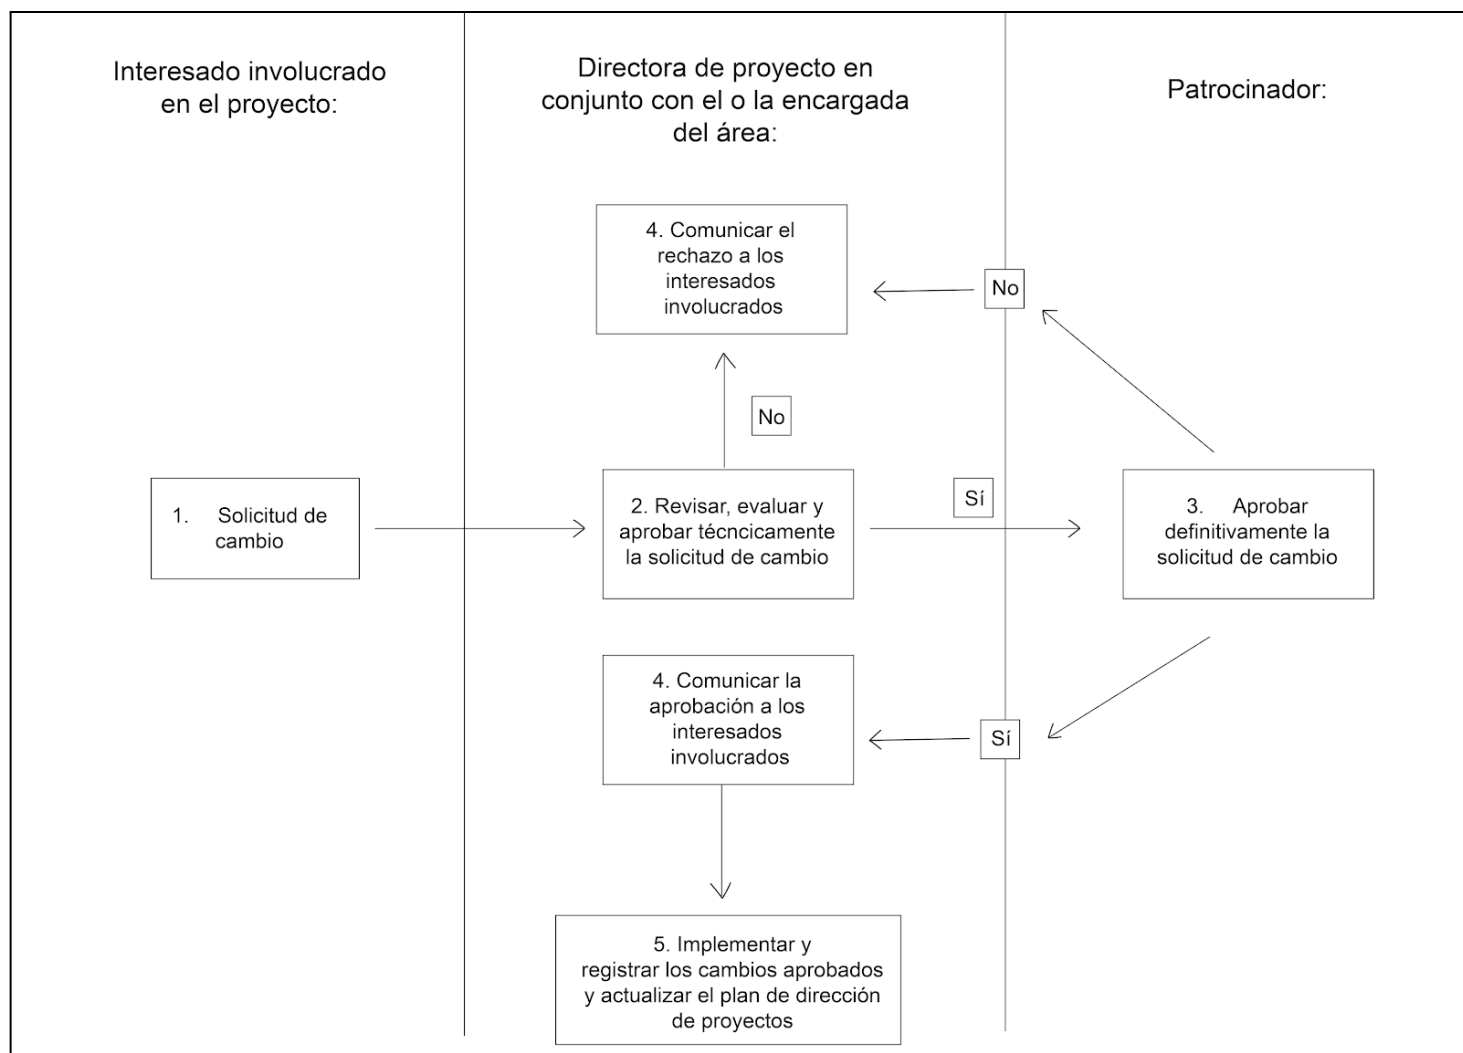 Interesado involucrado
en el proyecto:
Directora de proyecto en
conjunto con el o la encargada
del área:
Patrocinador:
4. Comunicar el
rechazo a los
interesados
involucrados
No
No
1. Solicitud de
cambio
2. Revisar, evaluar y
aprobar técncicamente
la solicitud de cambio
Sí
3. Aprobar
definitivamente la
solicitud de cambio
4. Comunicar la
aprobación a los
interesados
involucrados
Sí
5. Implementar y
registrar los cambios aprobados
y actualizar el plan de dirección
de proyectos